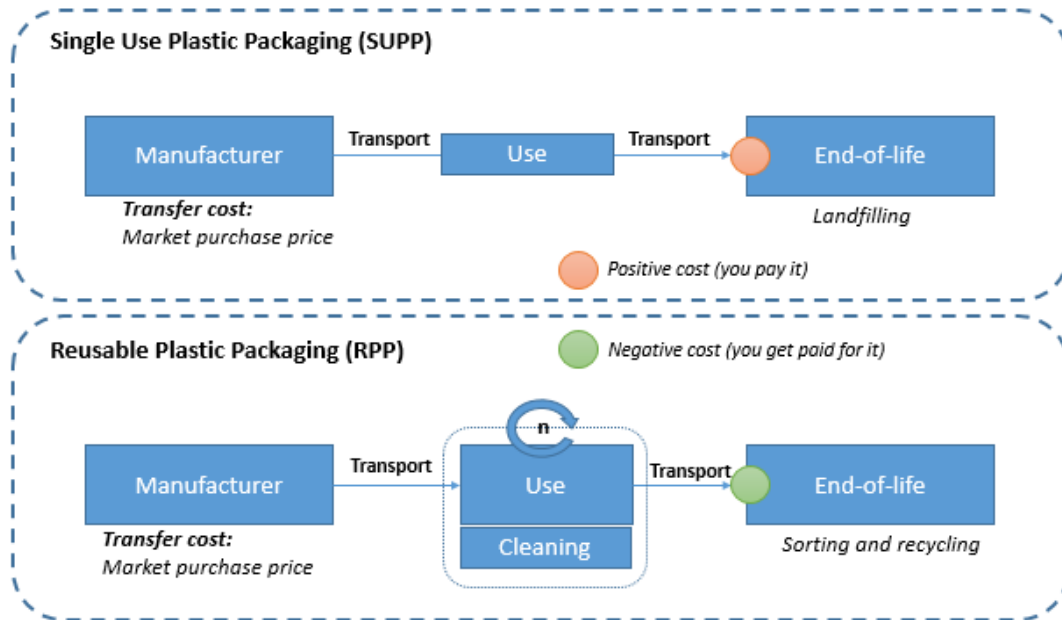 Single Use Plastic Packaging (SUPP)
Manufacturer
Transport
Use
Transport
End-of-life
Transfer cost:
Market purchase price
Landfilling
Positive cost (you pay it)
Reusable Plastic Packaging (RPP)
Negative cost (you get paid for it)
n
Manufacturer
Transport
Use
Transport
End-of-life
Cleaning
Transfer cost:
Market purchase price
Sorting and recycling